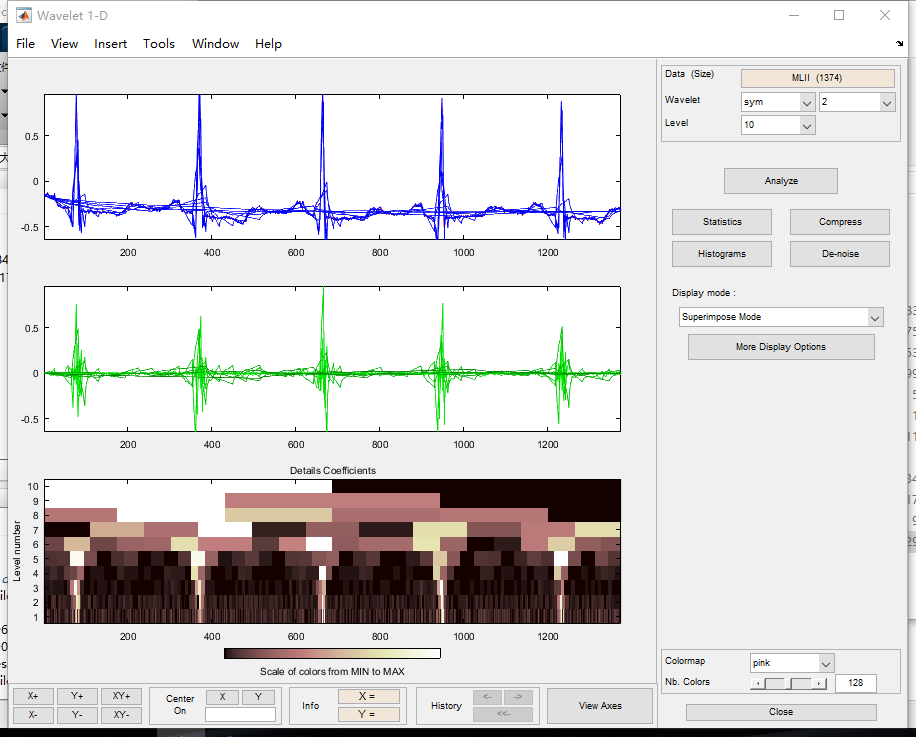 Wavelet 1-D
File View Insert Tools Window Help
Data (Size) MLII (1374)
Wavelet sym 2
Level 10
Analyze
Statistics Compress
Histograms De-noise
Display mode :
Superimpose Mode
More Display Options
0.5
0
-0.5
200 400 600 800 1000 1200
0.5
0
-0.5
200 400 600 800 1000 1200
Details Coefficients
Level number
10
9
8
7
6
5
4
3
2
1
200 400 600 800 1000 1200
Scale of colors from MIN to MAX
Colormap pink
Nb. Colors 128
X+ Y+ XY+
X- Y- XY-
Center
On
X Y
Info
X =
Y =
History
<- ->
<<-
View Axes
Close